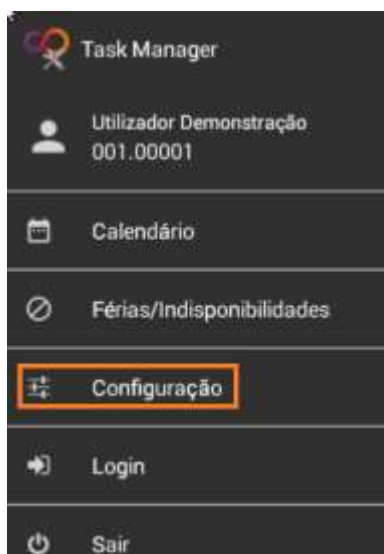 Task Manager
Utilizador Demonstração
001.00001
Calendário
Férias/Indisponibilidades
Configuração
Login
Sair